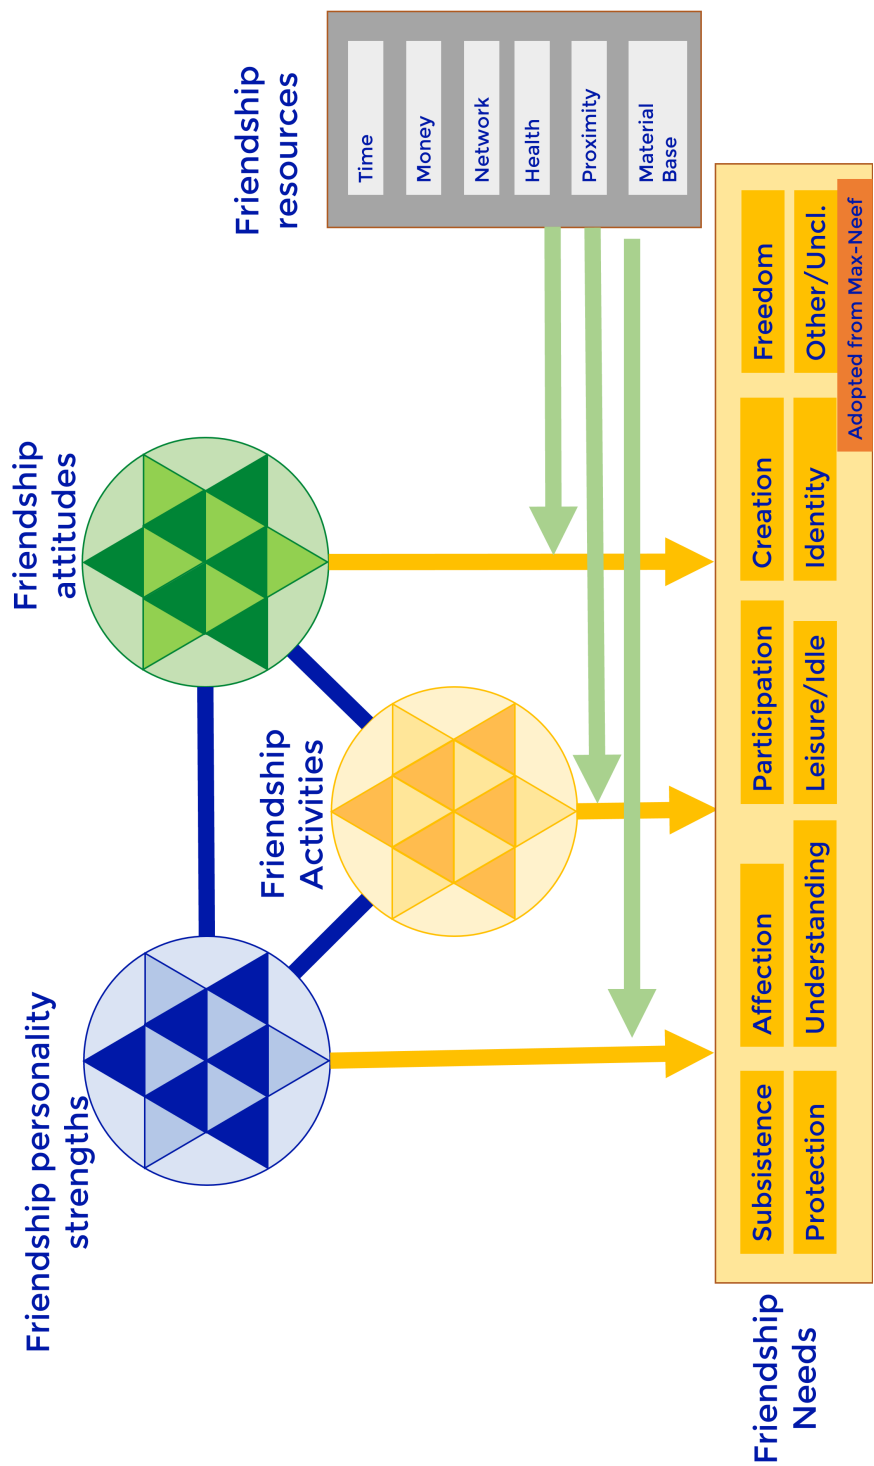 Friendship personality
strengths
Friendship
attitudes
Friendship
Activities
Friendship
resources
Time
Money
Network
Health
Proximity
Material
Base
Friendship
Needs
Subsistence
Affection
Participation
Creation
Freedom
Protection
Understanding
Leisure/Idle
Identity
Other/Uncl.
Adopted from Max-Neef